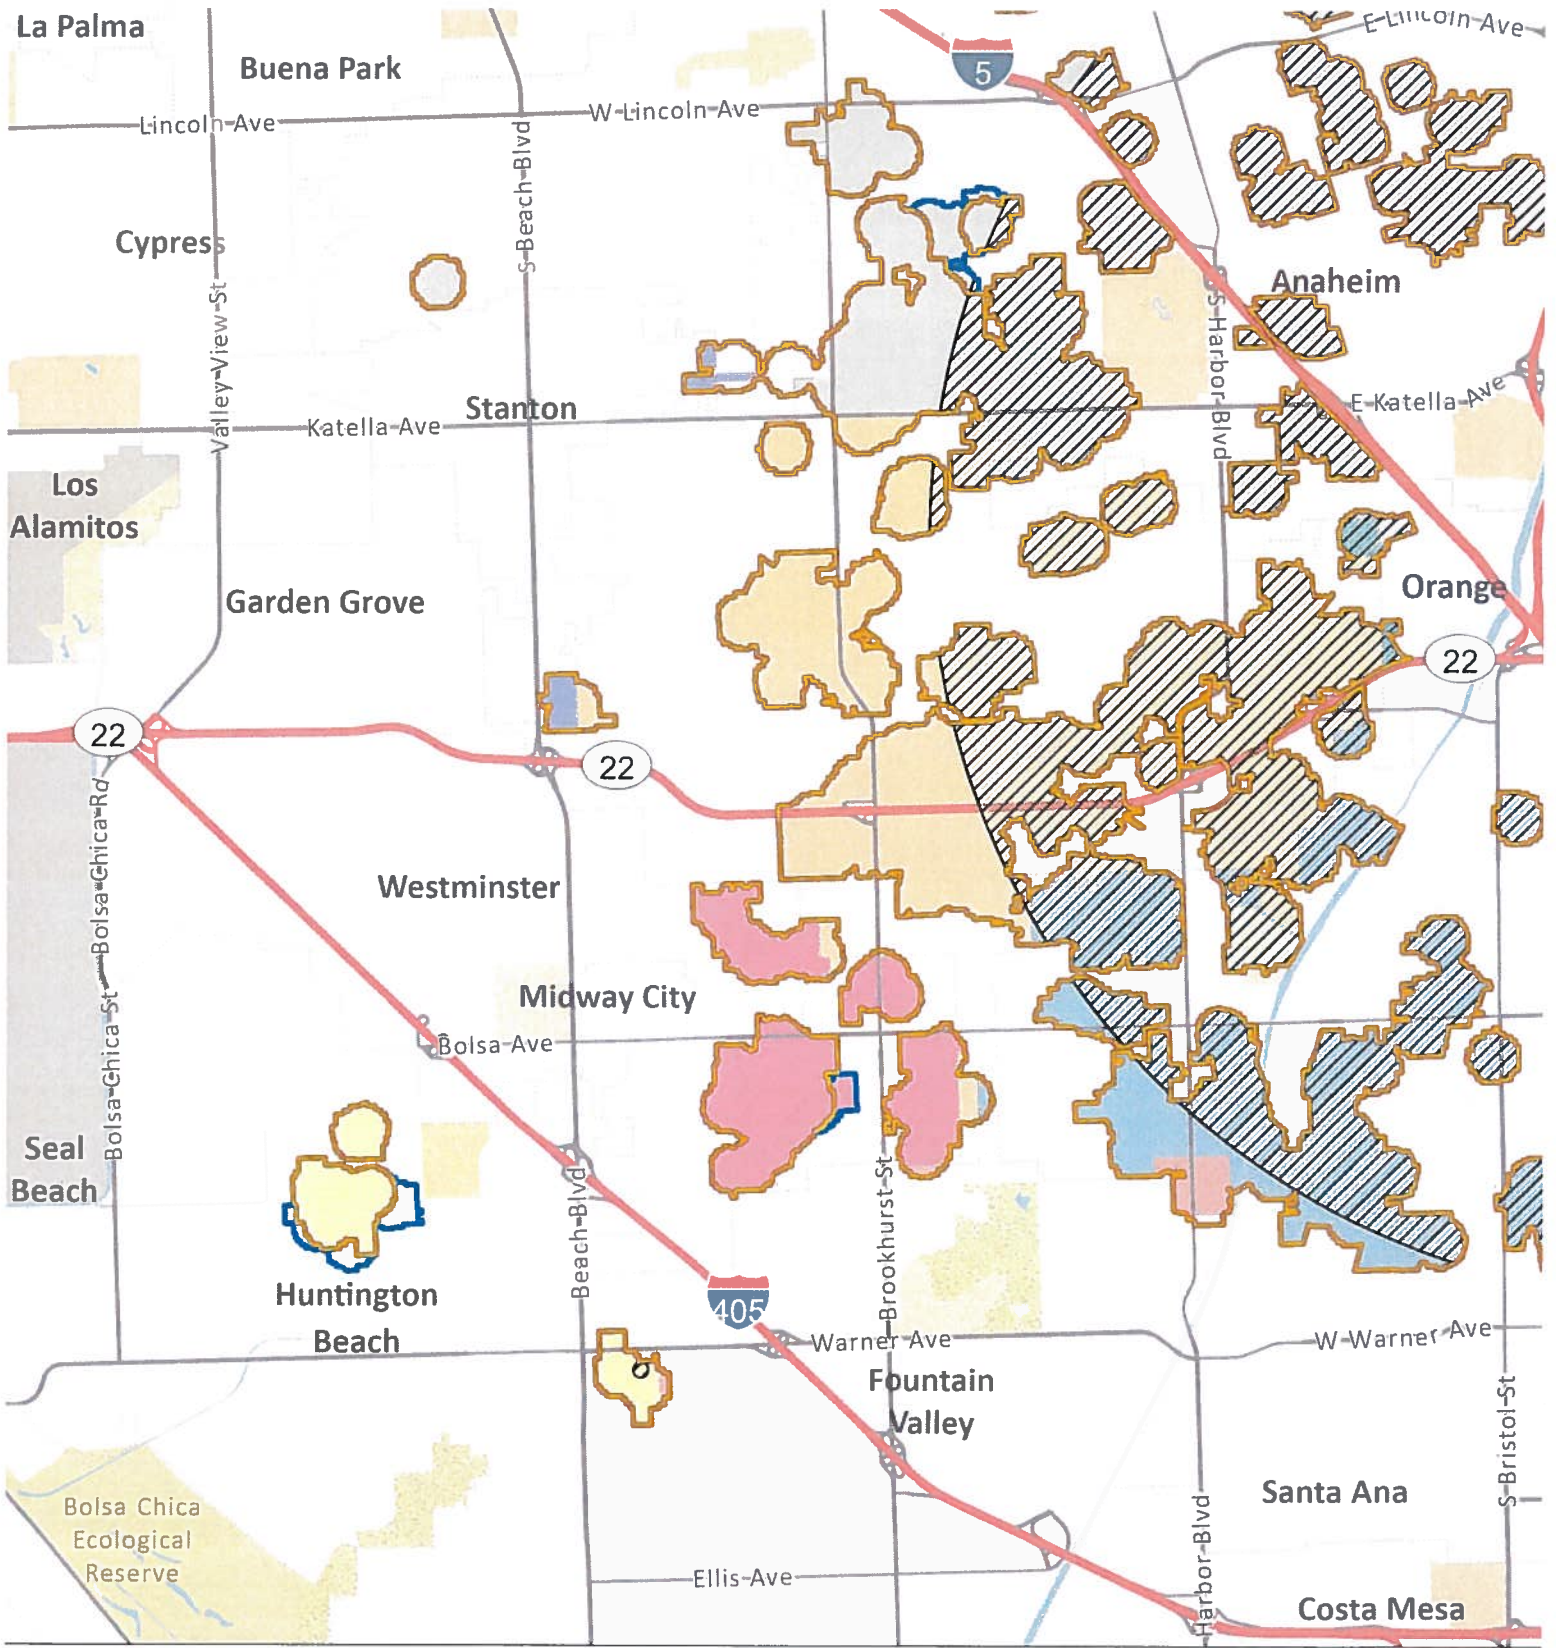 La Palma
Buena Park
5
E-Lincoln Ave
W-Lincoln Ave
Lincoln-Ave
S-Beach-Blvd
Cypress
Anaheim
Valley-View-St
S-Harbor-Blvd
E-Katella Ave
Stanton
Katella-Ave
Los
Alamitos
Orange
Garden Grove
22
22
22
Bolsa-Chica-Rd
Westminster
Midway City
Bolsa-Ave
Bolsa-Chica-St
Seal
Beach
Beach-Blvd
Brookhurst-St
Huntington
Beach
405
Warner Ave
W-Warner Ave
Fountain
Valley
S-Bristol-St
Santa Ana
Bolsa Chica
Ecological
Reserve
Harbor-Blvd
Ellis-Ave
Costa Mesa